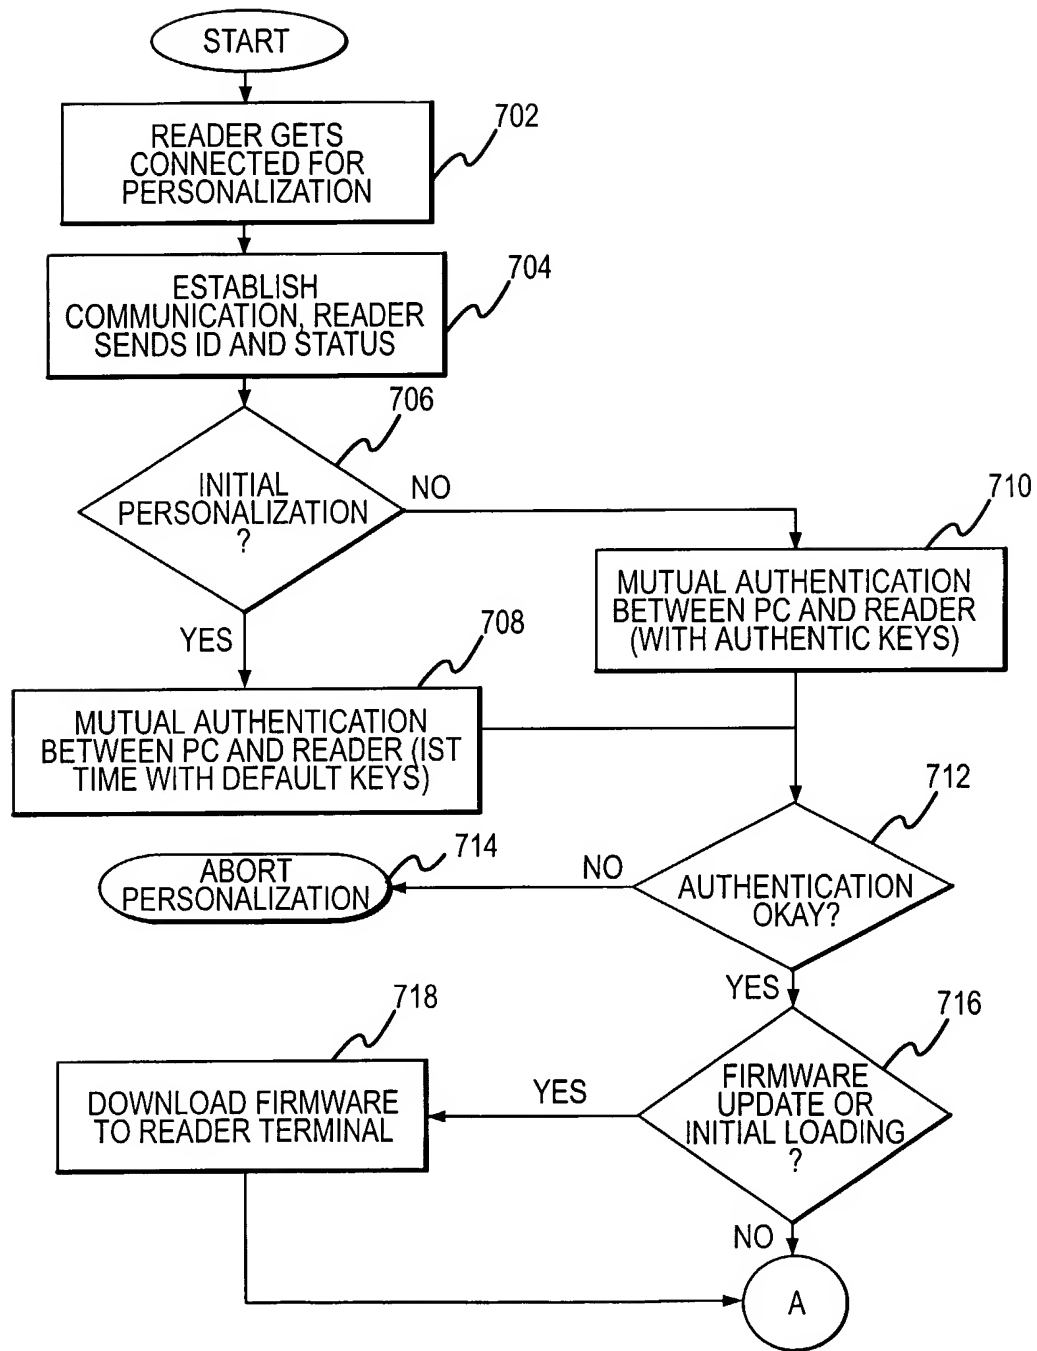 START
702
READER GETS
CONNECTED FOR
PERSONALIZATION
704
ESTABLISH
COMMUNICATION, READER
SENDS ID AND STATUS
706
INITIAL
PERSONALIZATION
?
NO
YES
710
MUTUAL AUTHENTICATION
BETWEEN PC AND READER
(WITH AUTHENTIC KEYS)
708
MUTUAL AUTHENTICATION
BETWEEN PC AND READER (IST
TIME WITH DEFAULT KEYS)
712
AUTHENTICATION
OKAY?
NO
714
ABORT
PERSONALIZATION
YES
716
FIRMWARE
UPDATE OR
INITIAL LOADING
?
YES
718
DOWNLOAD FIRMWARE
TO READER TERMINAL
NO
A